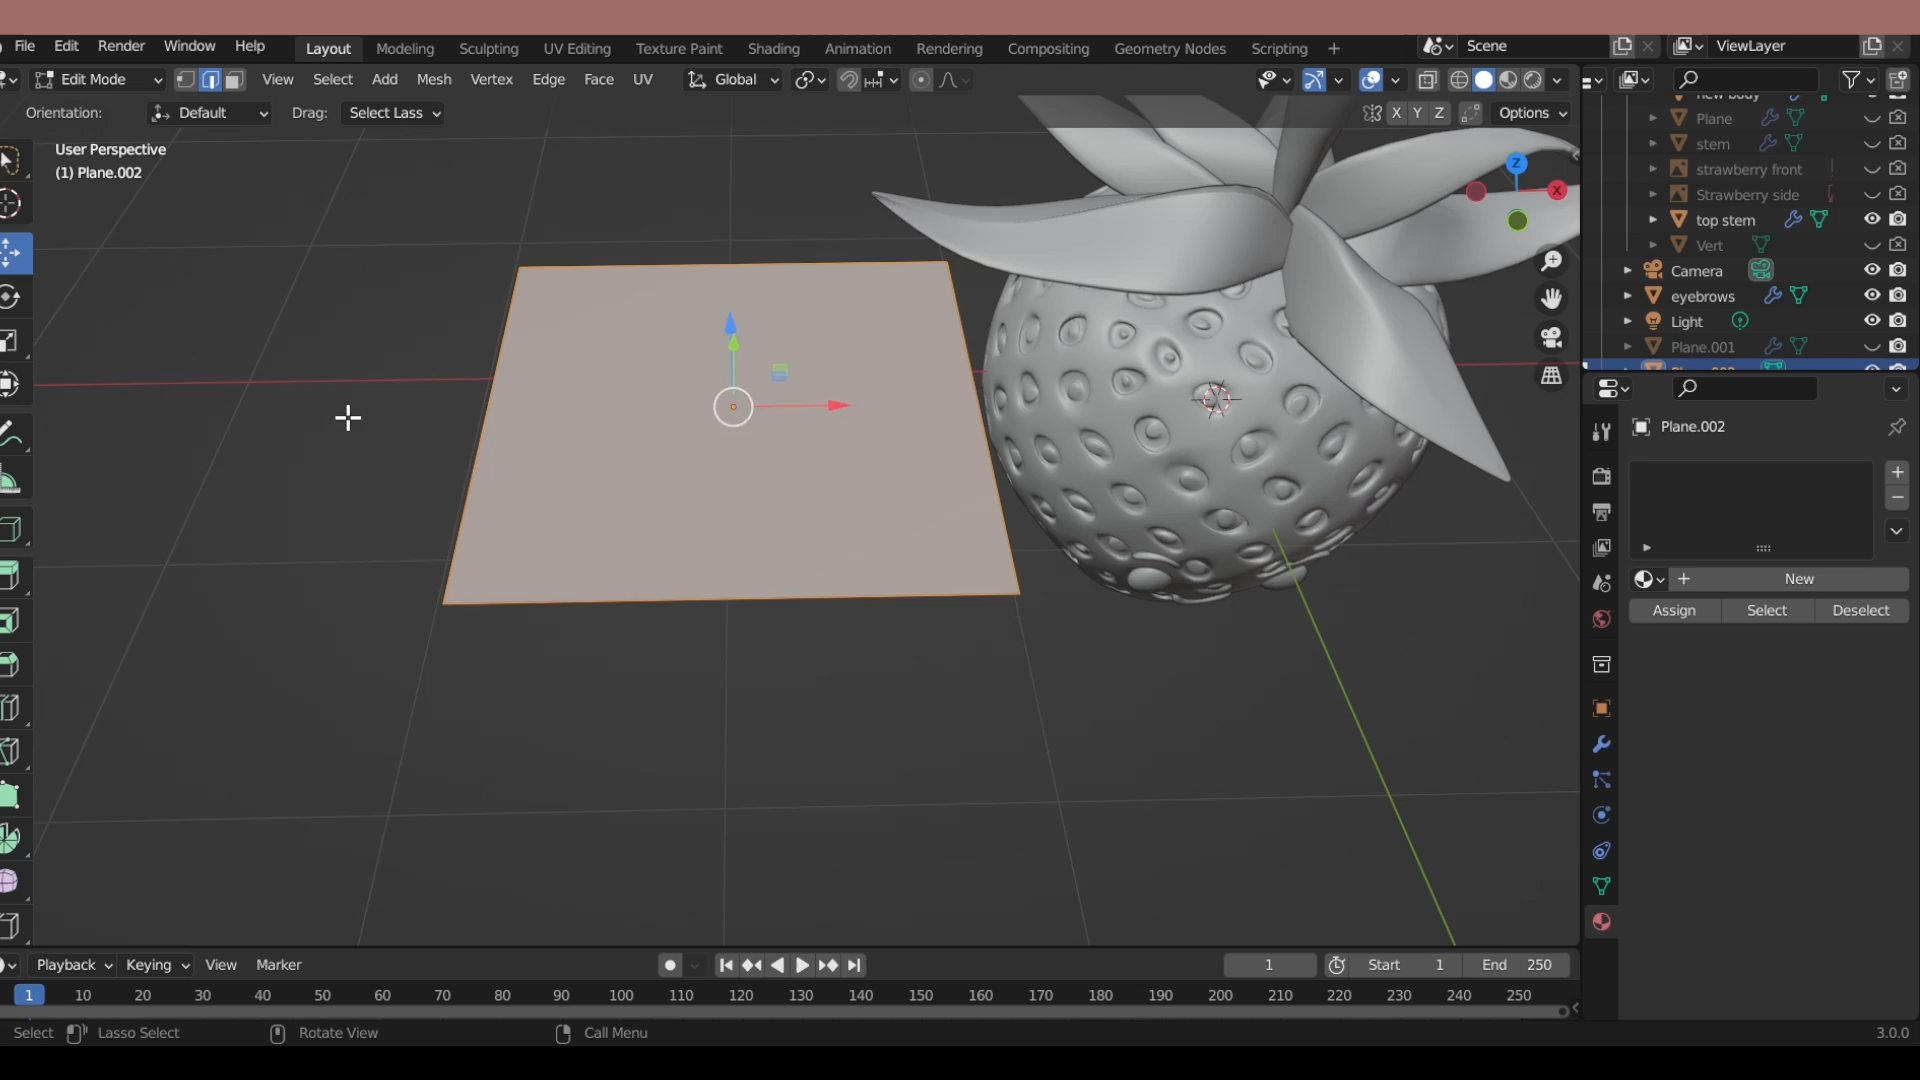 File Edit Render Window Help Layout Modeling Sculpting UV Editing Texture Paint Shading Animation Rendering Compositing Geometry Nodes Scripting + Scene ViewLayer
Edit Mode View Select Add Mesh Vertex Edge Face UV Global
Orientation: Default Drag: Select Lass X Y Z Options
User Perspective
(1) Plane.002
Z
X
new body
Plane
stem
strawberry front
Strawberry side
top stem
Vert
Camera
eyebrows
Light
Plane.001
Plane.002
Plane.002
New
Assign Select Deselect
Playback Keying View Marker 1 Start 1 End 250
1 10 20 30 40 50 60 70 80 90 100 110 120 130 140 150 160 170 180 190 200 210 220 230 240 250
Select Lasso Select Rotate View Call Menu 3.0.0